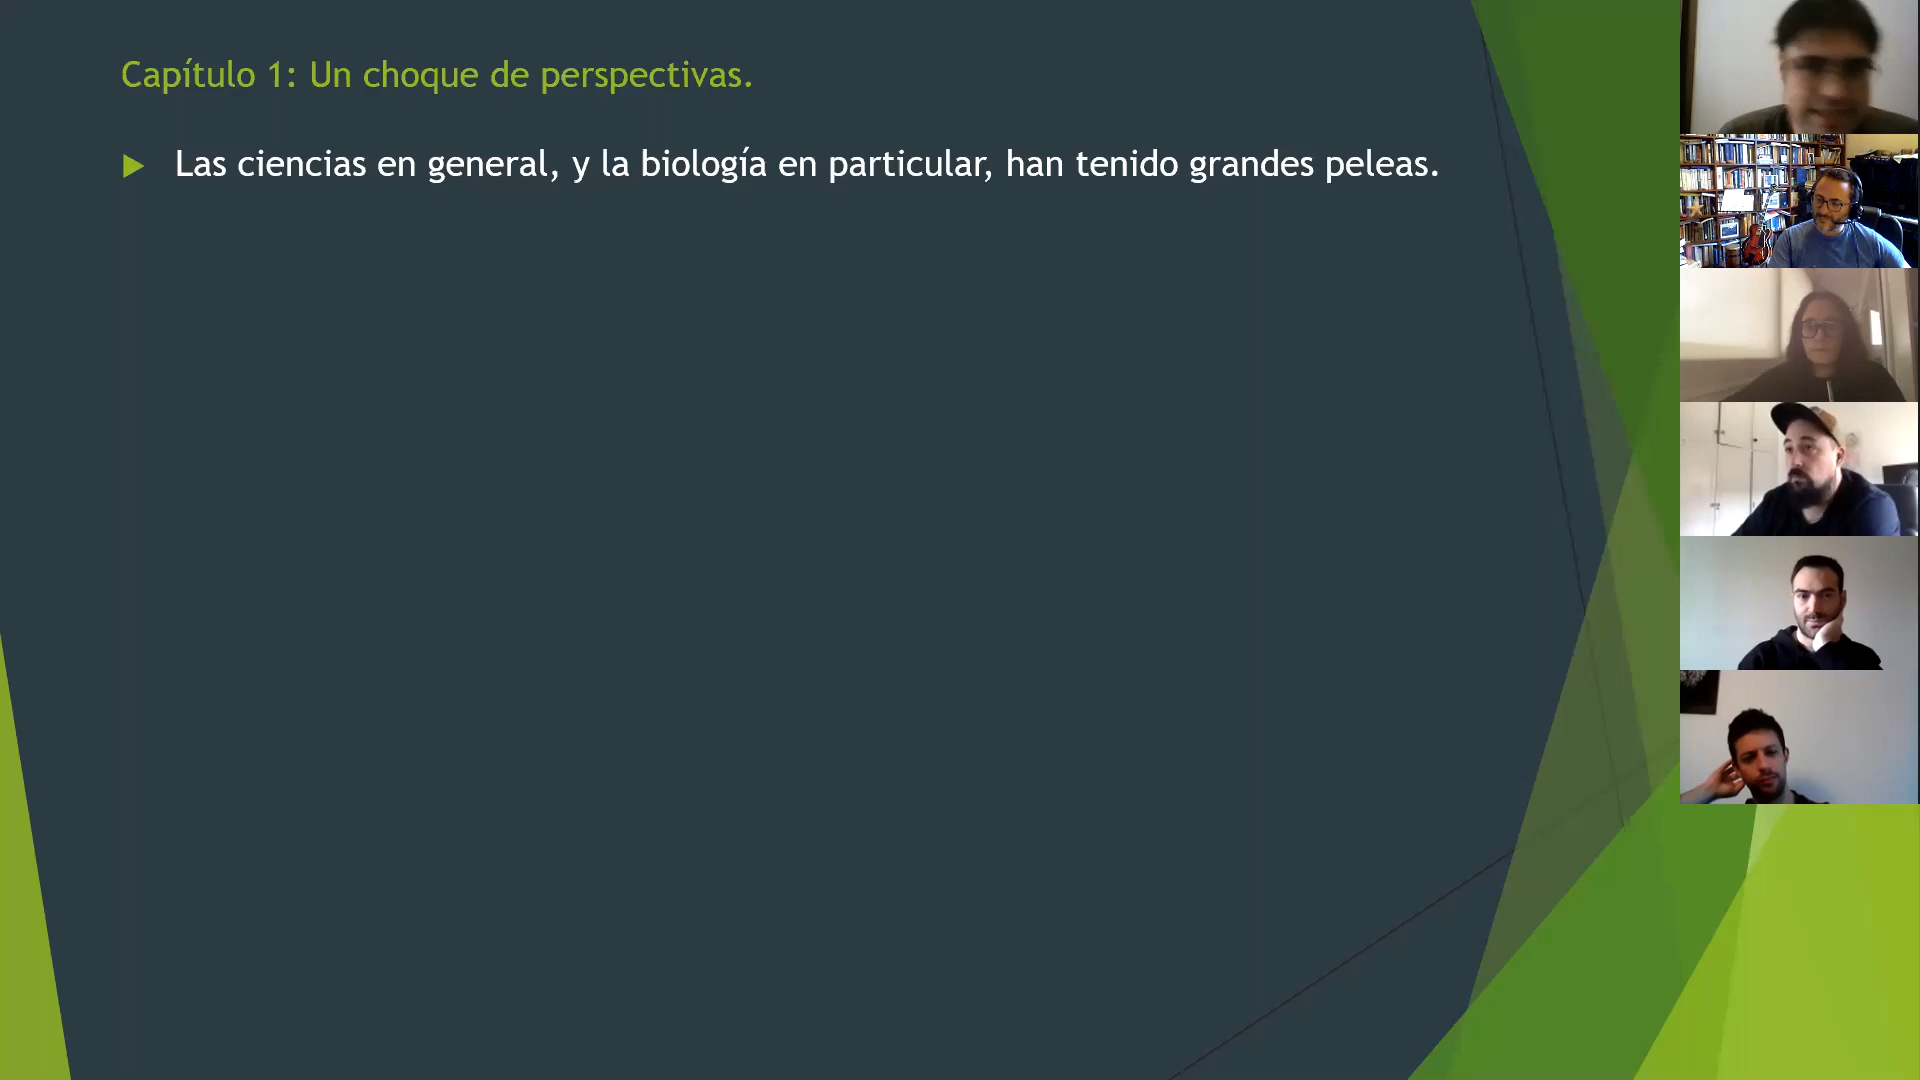 Capítulo 1: Un choque de perspectivas.
Las ciencias en general, y la biología en particular, han tenido grandes peleas.